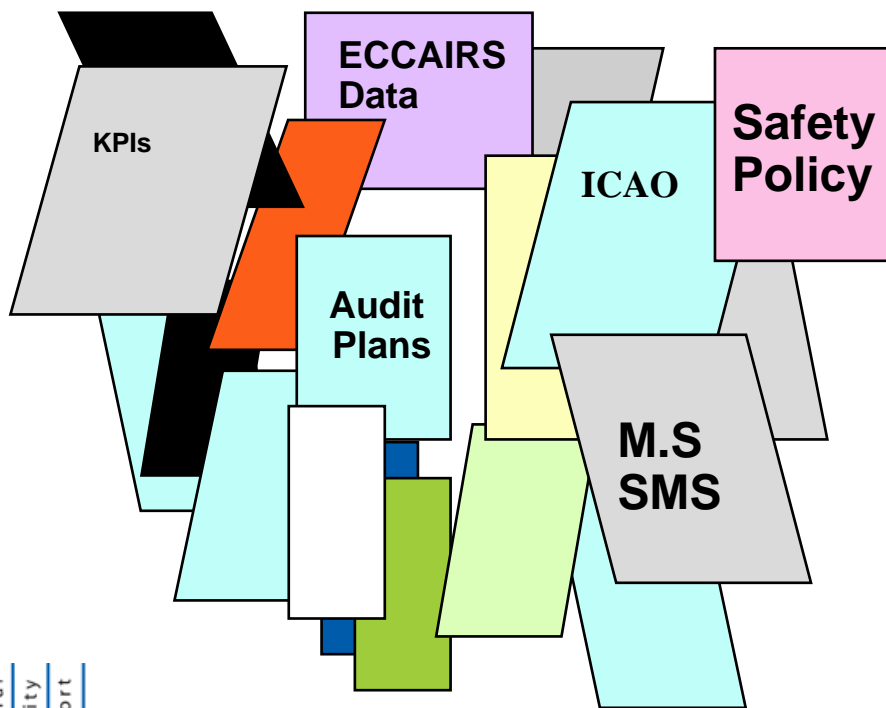 ECCAIRS
Data
KPIs
Safety
Policy
ICAO
Audit
Plans
M.S
SMS